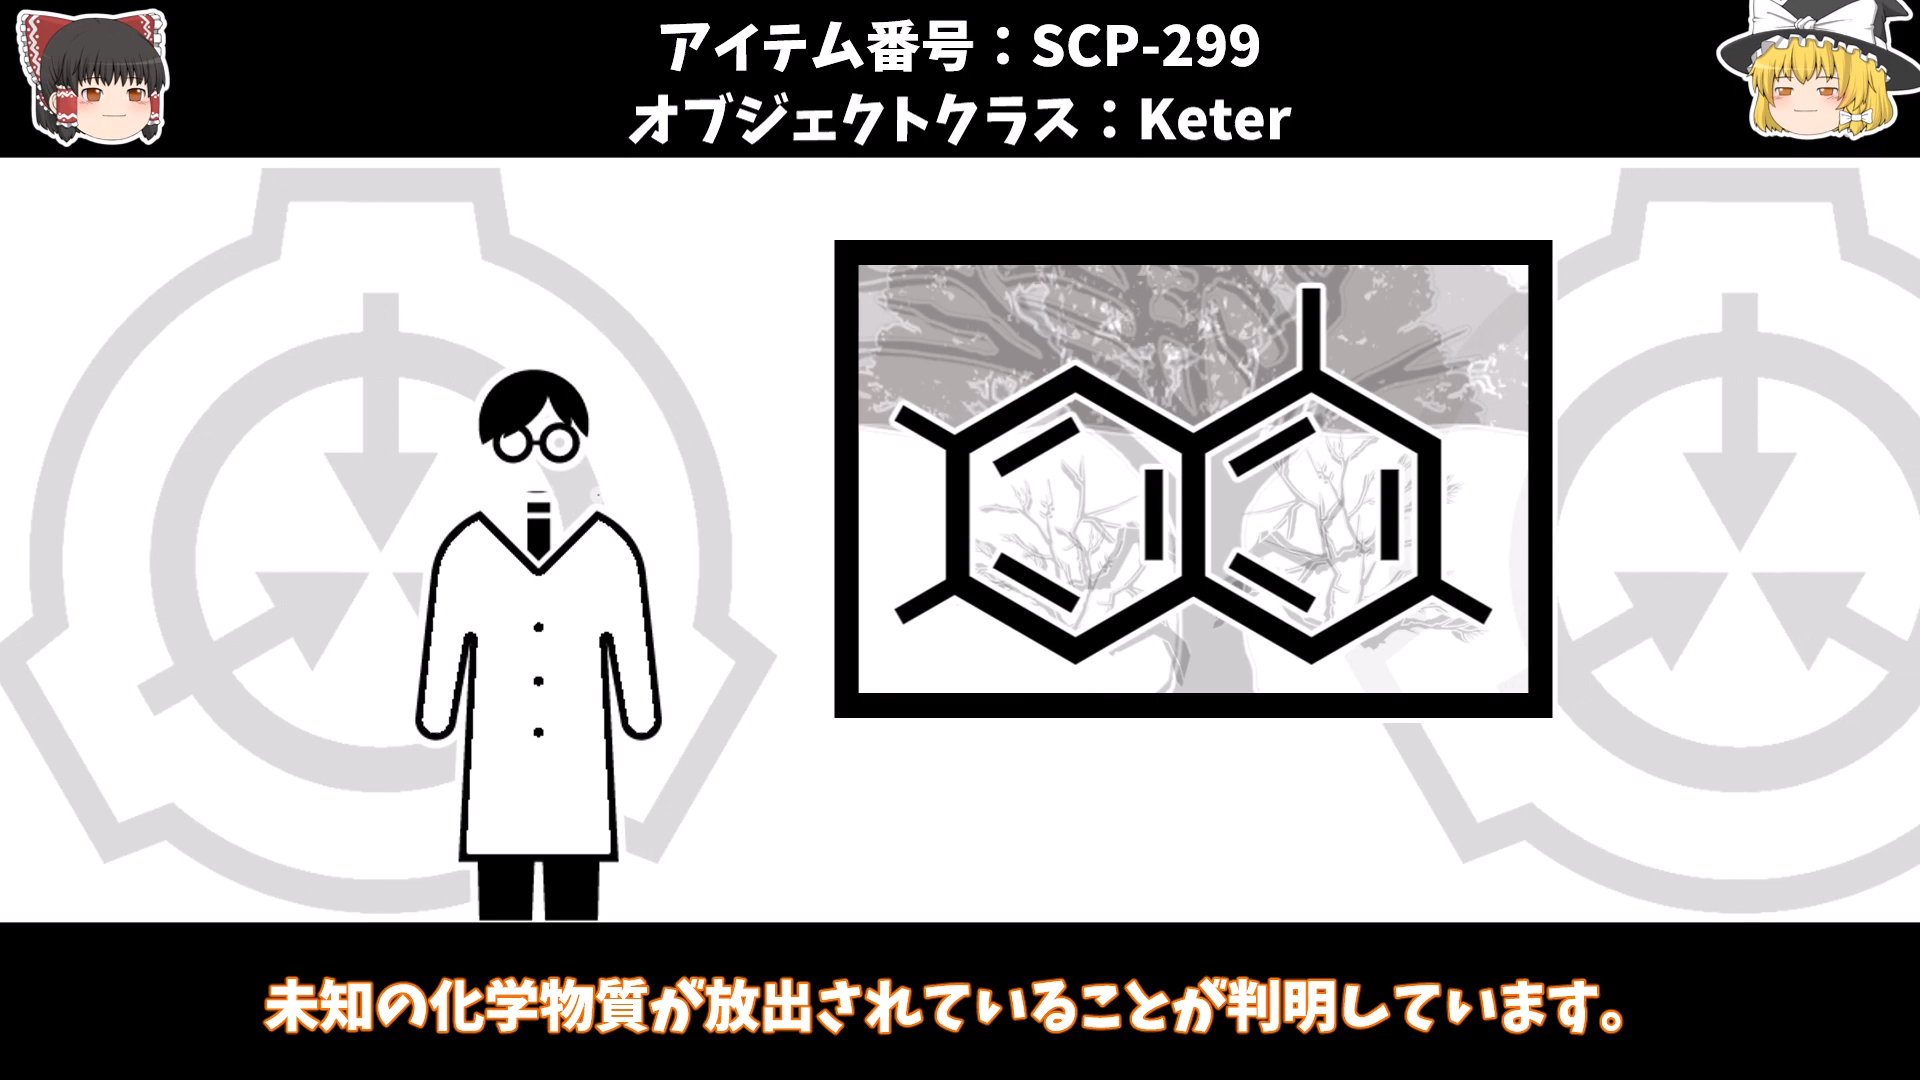 アイテム番号：SCP-299
オブジェクトクラス：Keter
未知の化学物質が放出されていることが判明しています。